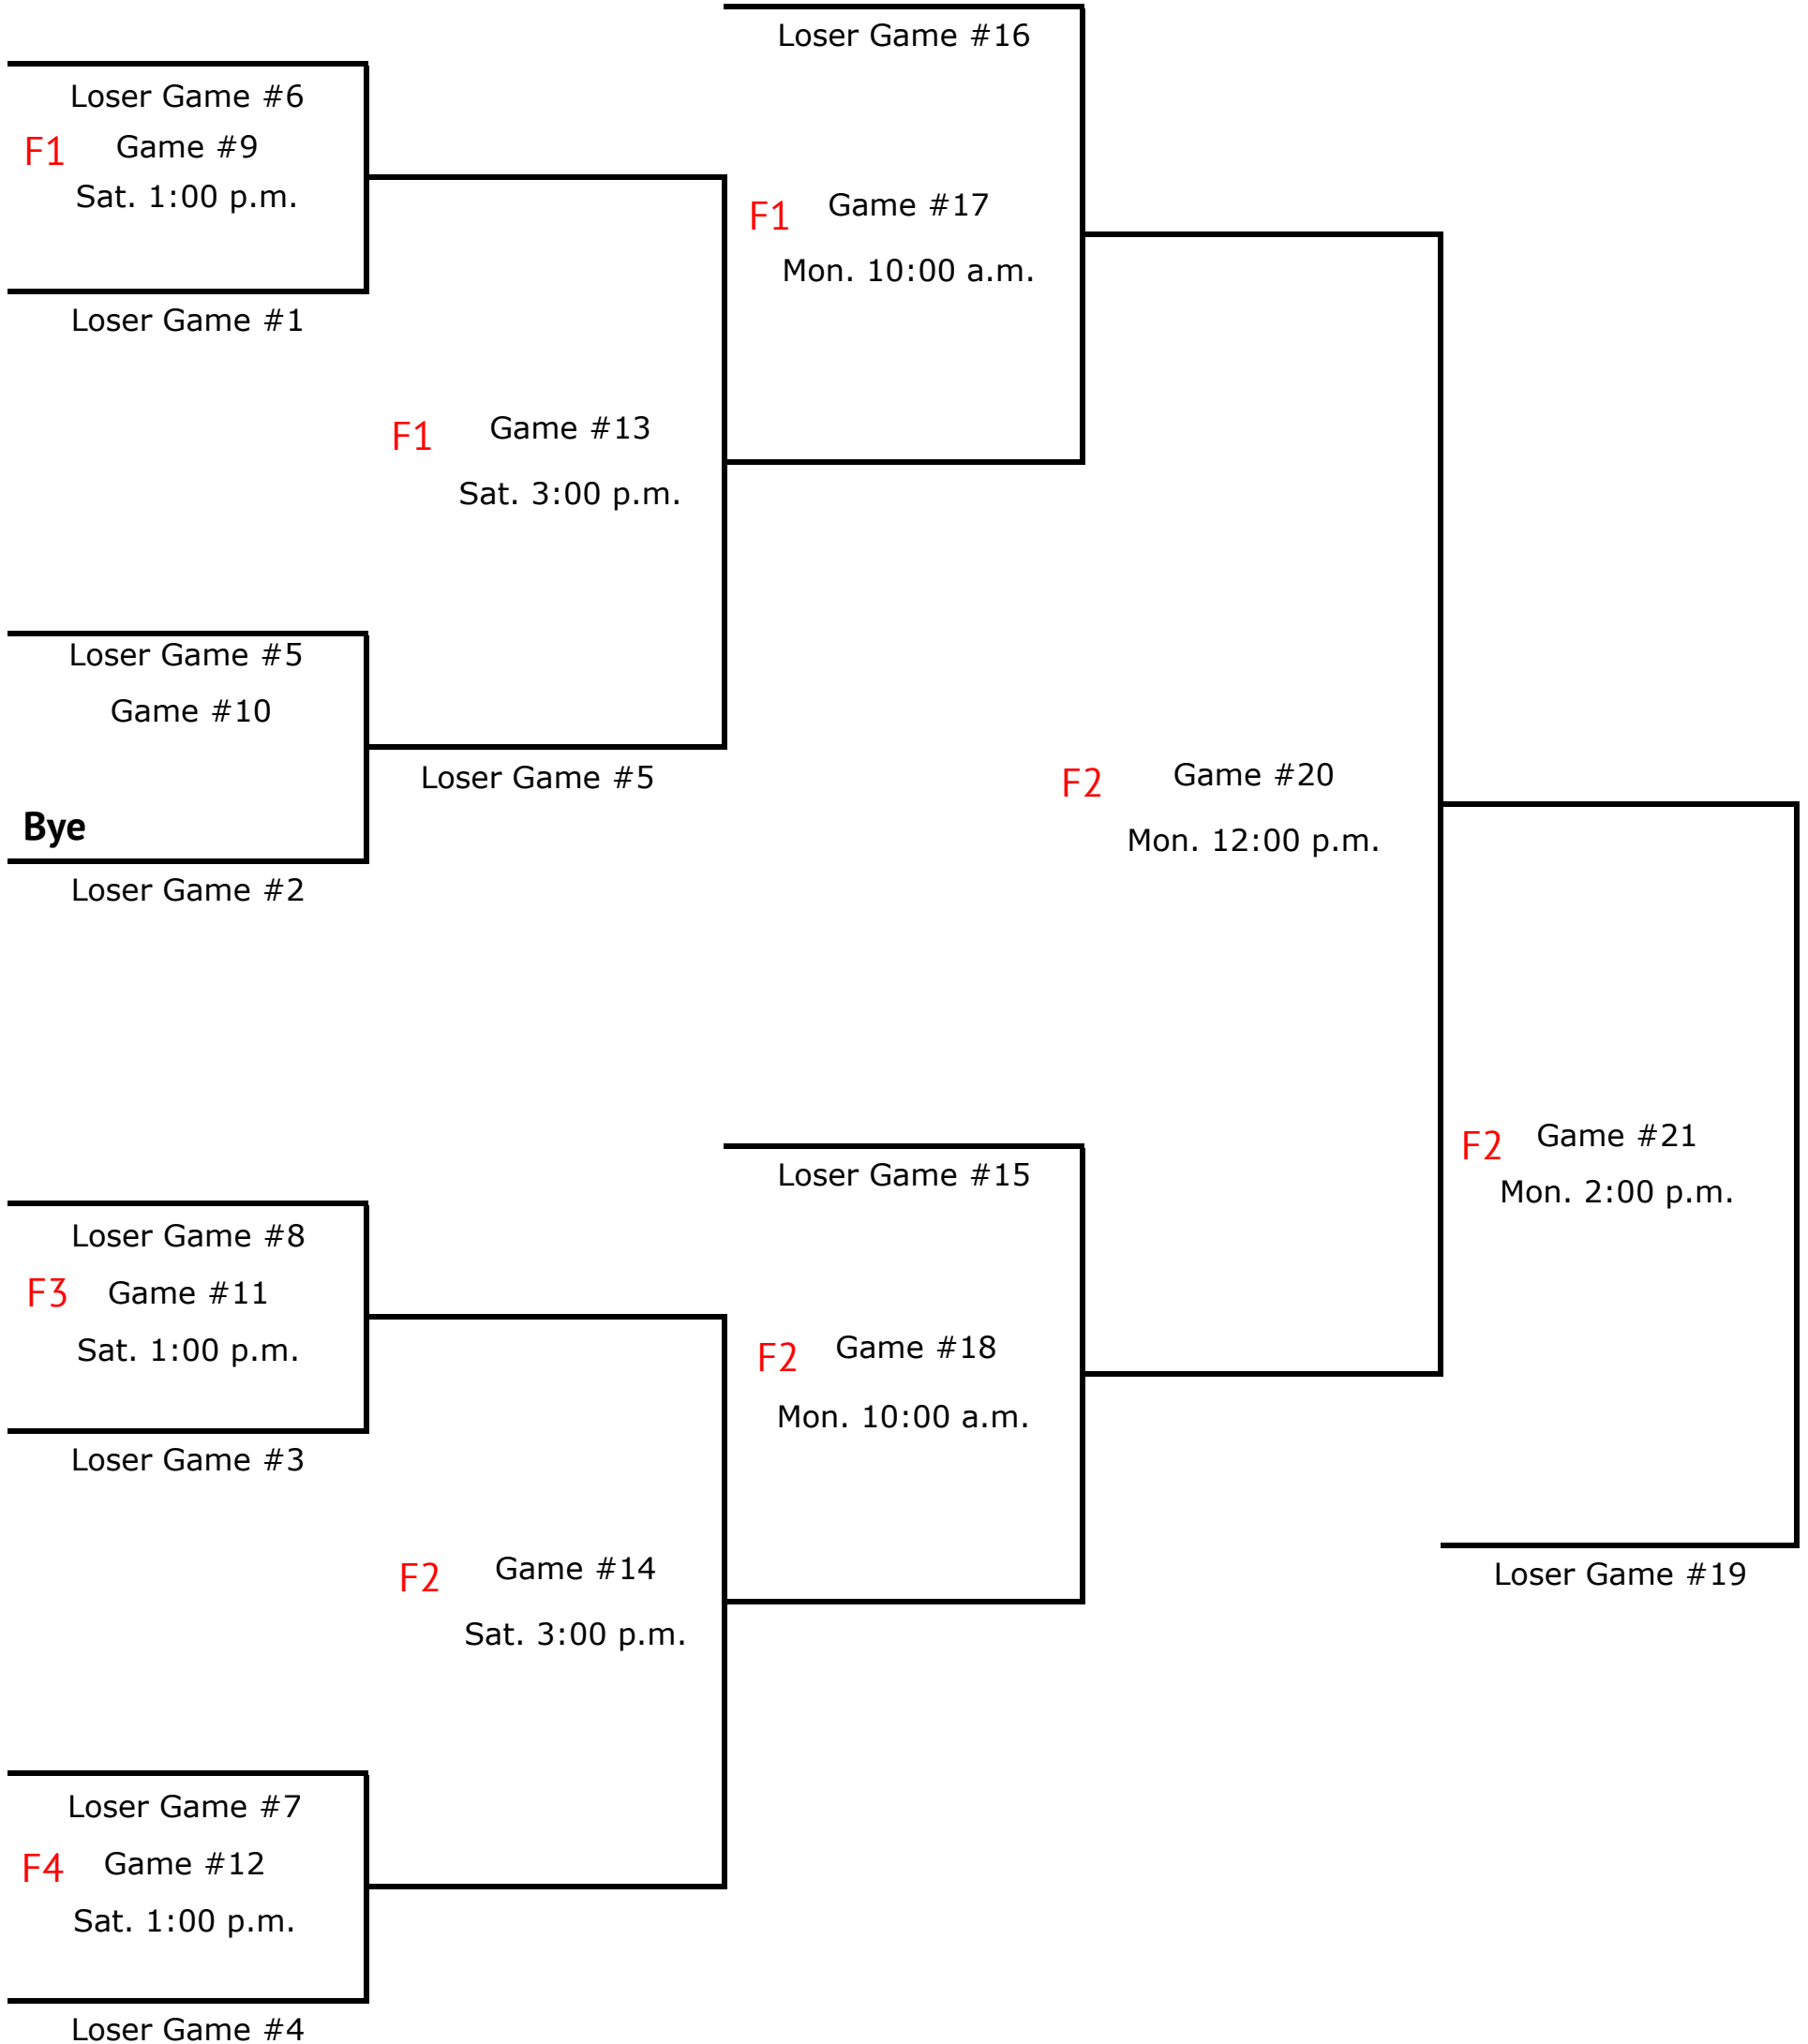 Loser Game #16
Loser Game #6
F1 Game #9
Sat. 1:00 p.m.
Loser Game #1
F1 Game #17
Mon. 10:00 a.m.
F1 Game #13
Sat. 3:00 p.m.
Loser Game #5
Game #10
Bye
Loser Game #2
Loser Game #5
F2 Game #20
Mon. 12:00 p.m.
Loser Game #15
F2 Game #21
Mon. 2:00 p.m.
Loser Game #8
F3 Game #11
Sat. 1:00 p.m.
Loser Game #3
F2 Game #18
Mon. 10:00 a.m.
F2 Game #14
Sat. 3:00 p.m.
Loser Game #19
Loser Game #7
F4 Game #12
Sat. 1:00 p.m.
Loser Game #4